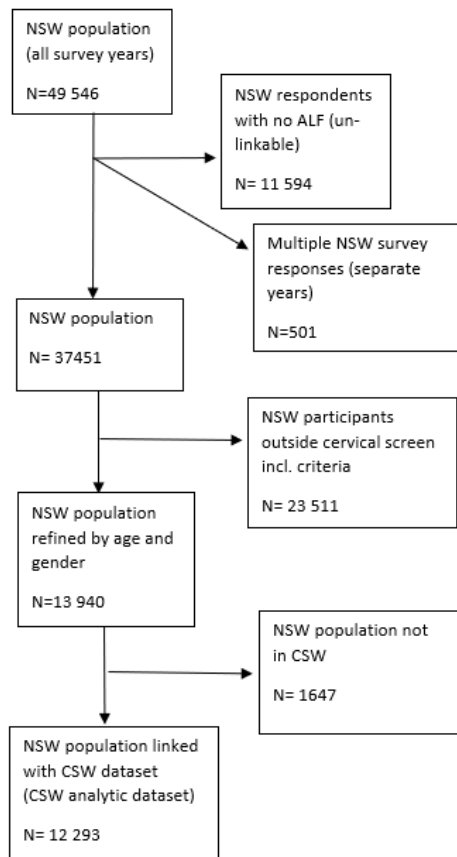 NSW population
(all survey years)
N=49 546
NSW respondents
with no ALF (un-
linkable)
N= 11 594
Multiple NSW survey
responses (separate
years)
N=501
NSW population
N= 37451
NSW participants
outside cervical screen
incl. criteria
N= 23 511
NSW population
refined by age and
gender
N=13 940
NSW population not
in CSW
N= 1647
NSW population linked
with CSW dataset
(CSW analytic dataset)
N= 12 293